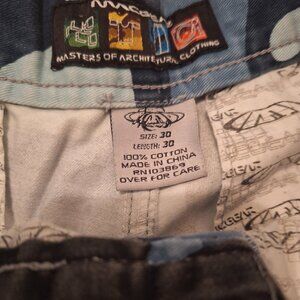 MASTERS OF ARCHITECTURAL CLOTHING
SIZE: 30
LENGTH: 30
100% COTTON
MADE IN CHINA
RN103869
OVER FOR CARE